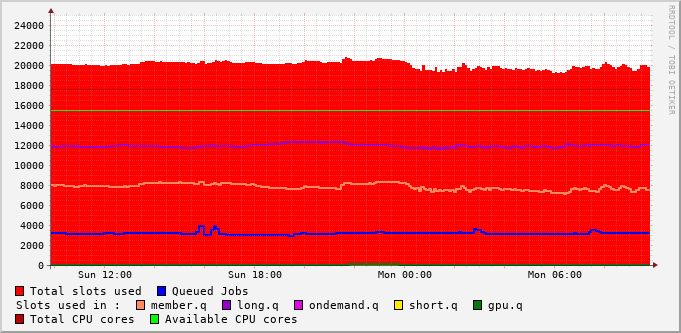 RRDTOOL / TOBI OETIKER
24000
22000
20000
18000
16000
14000
12000
10000
8000
6000
4000
2000
0
Sun 12:00 Sun 18:00 Mon 00:00 Mon 06:00
Total slots used Queued Jobs
Slots used in : member.q long.q ondemand.q short.q gpu.q
Total CPU cores Available CPU cores